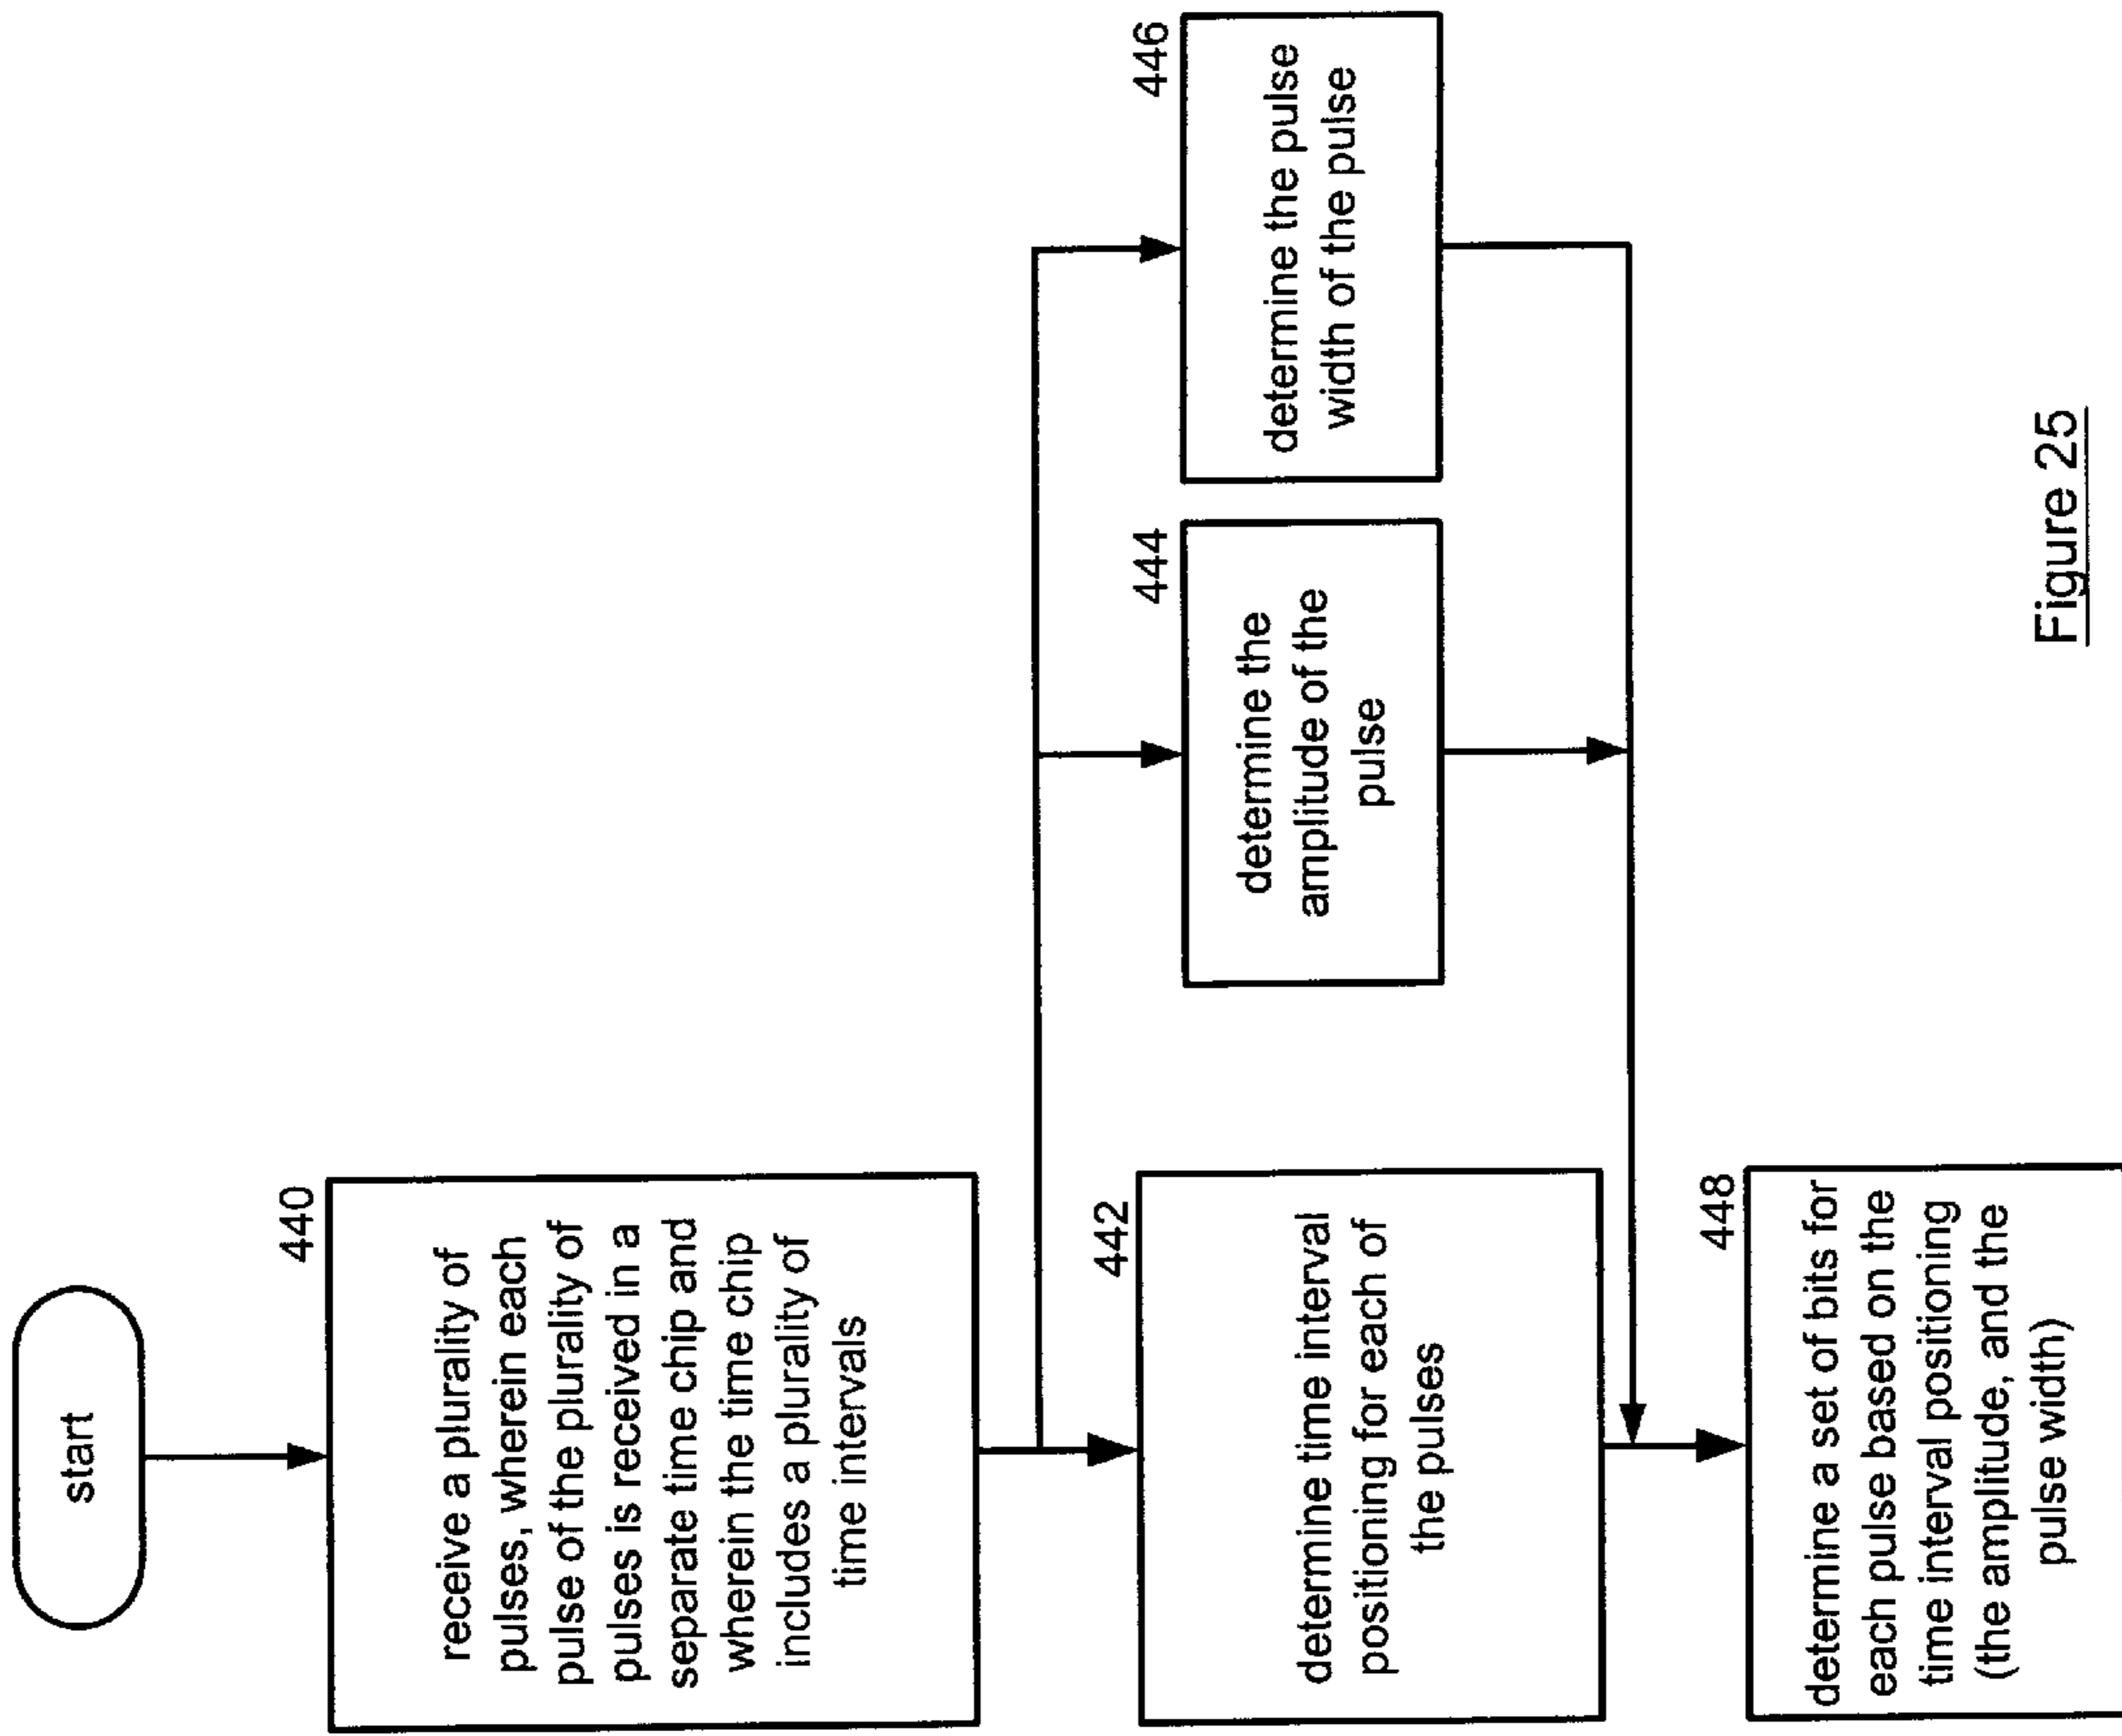 start
440
receive a plurality of
pulses, wherein each
pulse of the plurality of
pulses is received in a
separate time chip and
wherein the time chip
includes a plurality of
time intervals
442
determine time interval
positioning for each of
the pulses
444
determine the
amplitude of the
pulse
446
determine the pulse
width of the pulse
448
determine a set of bits for
each pulse based on the
time interval positioning
(the amplitude, and the
pulse width)
Figure 25